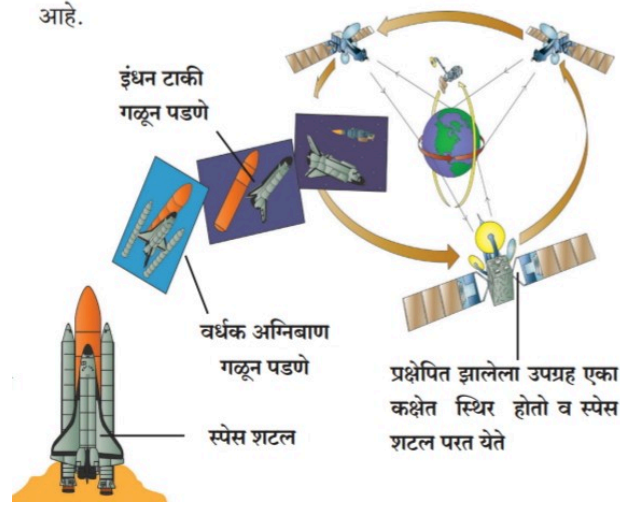 आहे.
इंधन टाकी
गळून पडणे
वर्धक अग्निबाण
गळून पडणे
स्पेस शटल
प्रक्षेपित झालेला उपग्रह एका
कक्षेत स्थिर होतो व स्पेस
शटल परत येते